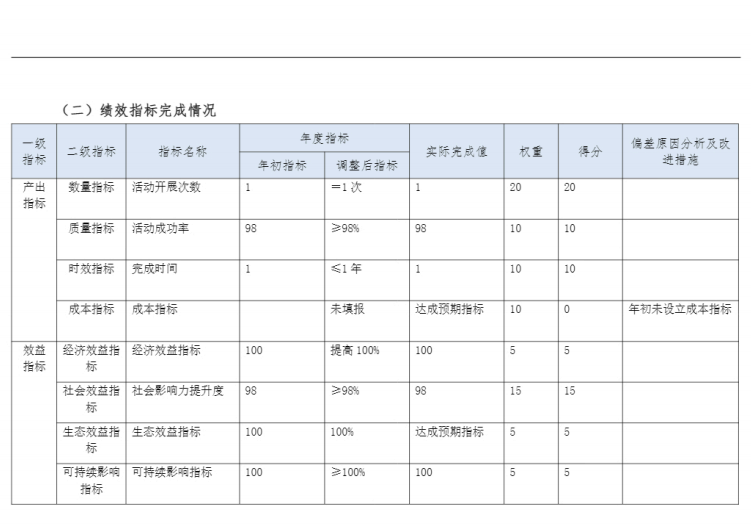 （二）绩效指标完成情况
一级指标 二级指标 指标名称 年度指标 实际完成值 权重 得分 偏差原因分析及改进措施
年初指标 调整后指标
产出指标 数量指标 活动开展次数 1 ＝1 次 1 20 20
质量指标 活动成功率 98 ≥98% 98 10 10
时效指标 完成时间 1 ≤1 年 1 10 10
成本指标 成本指标 未填报 达成预期指标 10 0 年初未设立成本指标
效益指标 经济效益指标 经济效益指标 100 提高 100% 100 5 5
社会效益指标 社会影响力提升度 98 ≥98% 98 15 15
生态效益指标 生态效益指标 100 100% 达成预期指标 5 5
可持续影响指标 可持续影响指标 100 ≥100% 100 5 5